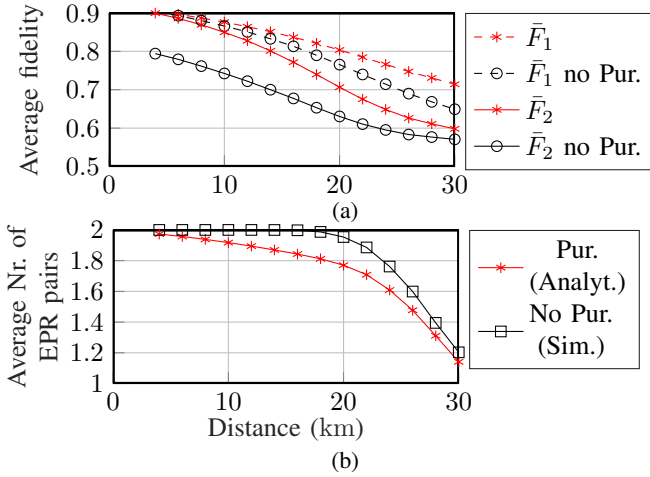 Average fidelity
0.9
0.8
0.7
0.6
0.5
0
10
20
30
F̄₁
F̄₁ no Pur.
F̄₂
F̄₂ no Pur.
(a)
Average Nr. of
EPR pairs
2
1.8
1.6
1.4
1.2
1
0
10
20
30
Distance (km)
Pur.
(Analyt.)
No Pur.
(Sim.)
(b)